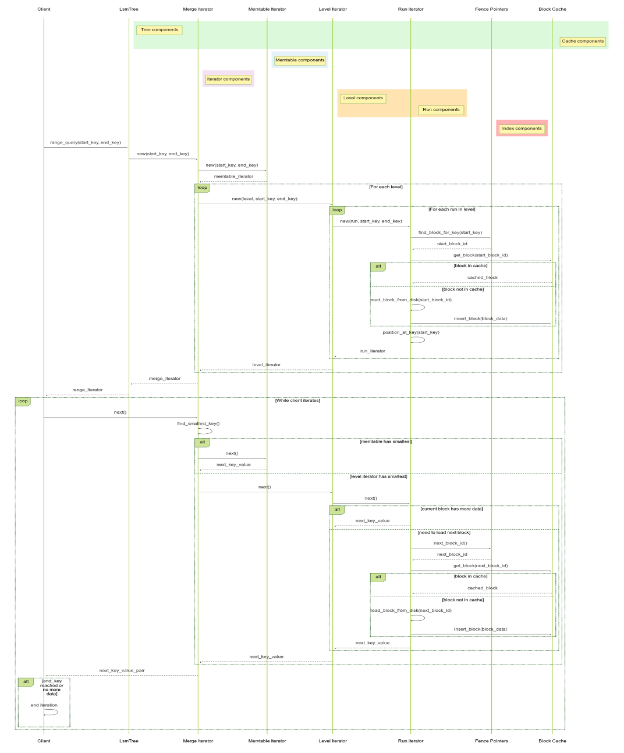 Client LsmTree Merge Iterator Memtable Iterator Level Iterator Run Iterator Fence Pointers Block Cache
Tree components
Cache components
Memtable components
Iterator components
Level components
Run components
Index components
range_query(start_key, end_key)
new(start_key, end_key)
new(start_key, end_key)
memtable_iterator
loop [For each level]
new(level, start_key, end_key)
loop [For each run in level]
new(run, start_key, end_key)
find_block_for_key(start_key)
start_block_id
get_block(start_block_id)
alt [block in cache]
cached_block
[block not in cache]
load_block_from_disk(start_block_id)
insert_block(block_data)
position_at_key(start_key)
run_iterator
level_iterator
merge_iterator
range_iterator
loop [While client iterates]
next()
find_smallest_key()
alt [memtable has smallest]
next()
next_key_value
[level iterator has smallest]
next()
next()
alt [current block has more data]
next_key_value
[need to load next block]
next_block_id()
next_block_id
get_block(next_block_id)
alt [block in cache]
cached_block
[block not in cache]
load_block_from_disk(next_block_id)
insert_block(block_data)
next_key_value
next_key_value
next_key_value_pair
alt [end_key
reached or
no more
data]
end iteration
Client LsmTree Merge Iterator Memtable Iterator Level Iterator Run Iterator Fence Pointers Block Cache